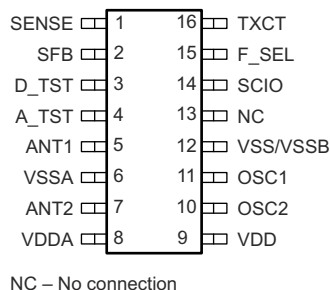 SENSE 1 16 TXCT
SFB 2 15 F_SEL
D_TST 3 14 SCIO
A_TST 4 13 NC
ANT1 5 12 VSS/VSSB
VSSA 6 11 OSC1
ANT2 7 10 OSC2
VDDA 8 9 VDD
NC – No connection